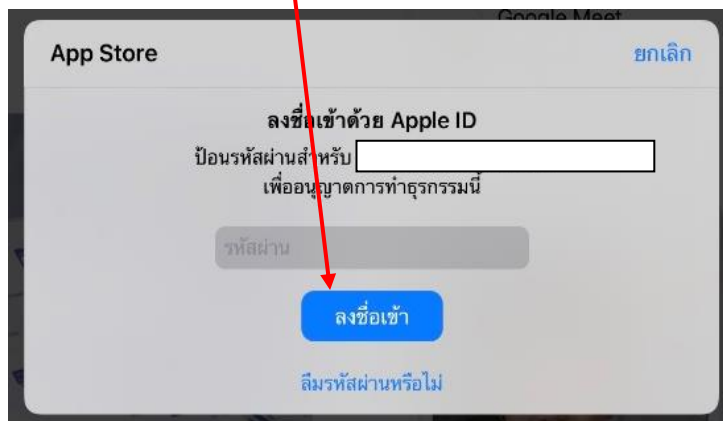 Google Meet
App Store
ยกเลิก
ลงชื่อเข้าด้วย Apple ID
ป้อนรหัสผ่านสำหรับ
เพื่ออนุญาตการทำธุรกรรมนี้
รหัสผ่าน
ลงชื่อเข้า
ลืมรหัสผ่านหรือไม่